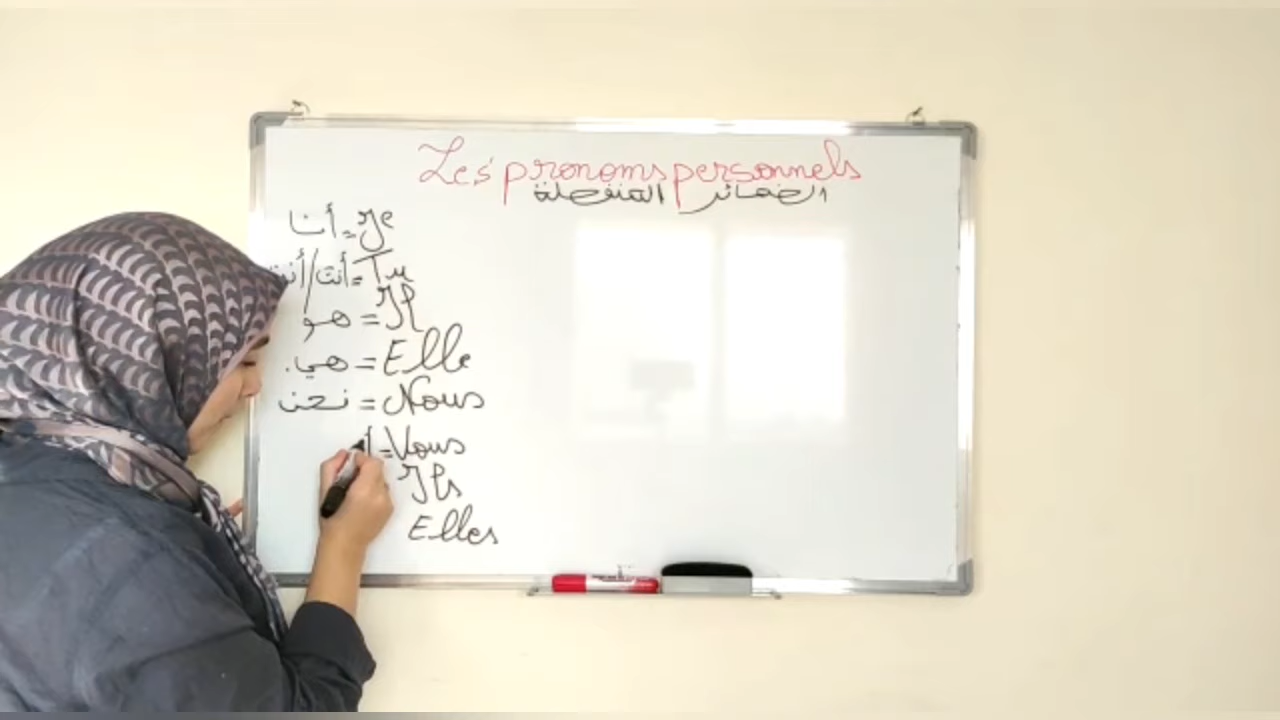 Les pronoms personnels
الضمائر المنفصلة
أنا = Je
أنت/أنت = Tu
هو = Il
هي = Elle
نحن = Nous
أ = Vous
Ils
Elles